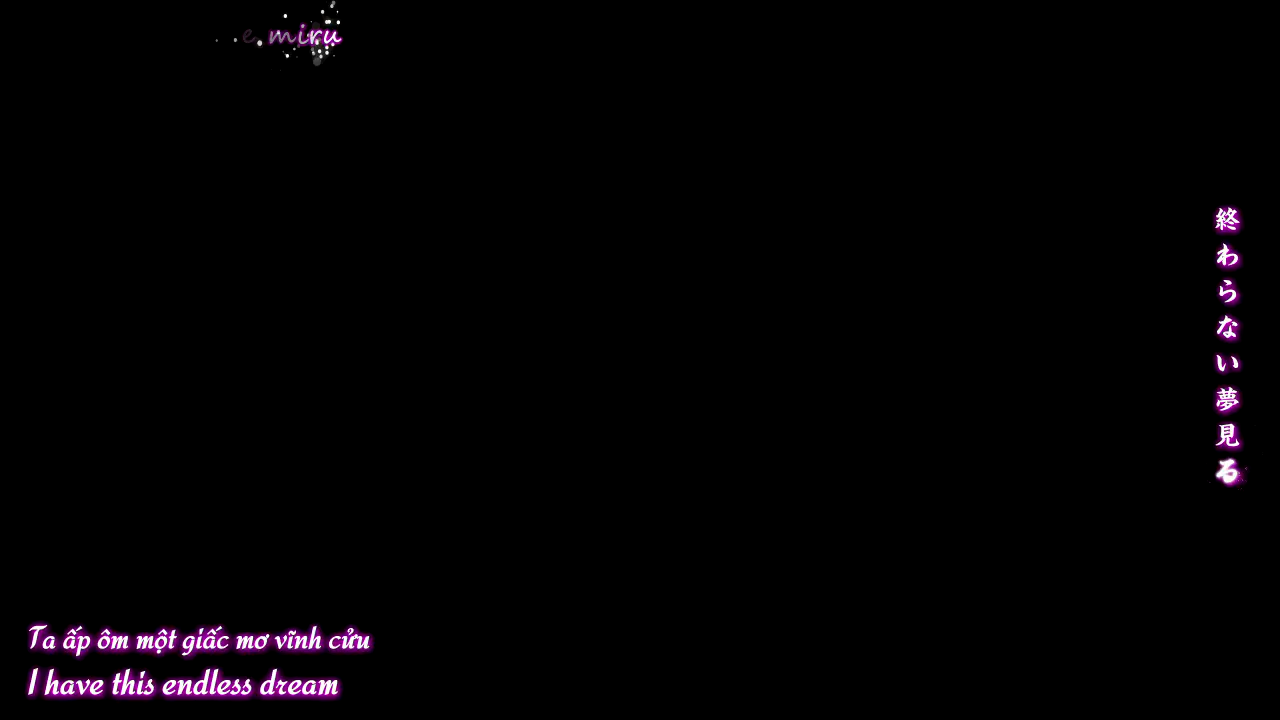 e miru
終わらない夢見る
Ta ấp ôm một giấc mơ vĩnh cửu
I have this endless dream